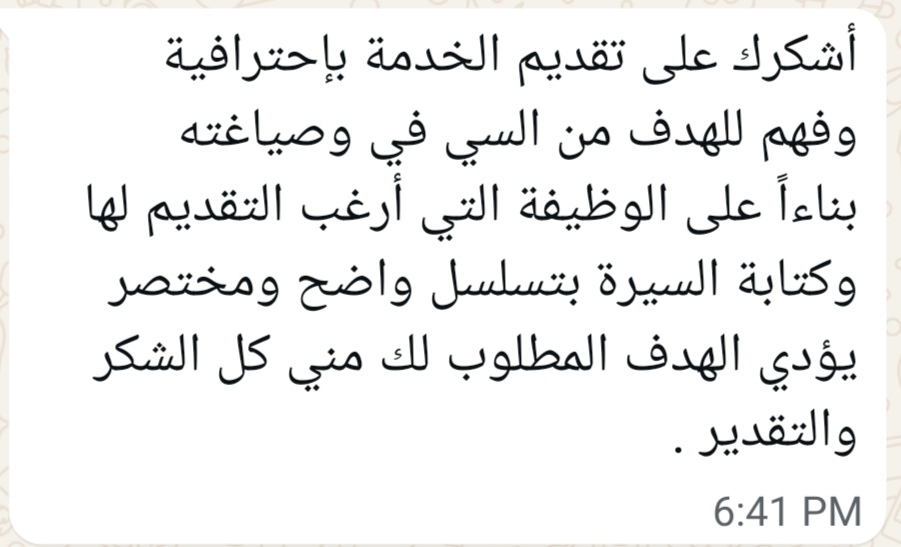 أشكرك على تقديم الخدمة بإحترافية
وفهم للهدف من السي في وصياغته
بناءاً على الوظيفة التي أرغب التقديم لها
وكتابة السيرة بتسلسل واضح ومختصر
يؤدي الهدف المطلوب لك مني كل الشكر
والتقدير .
6:41 PM